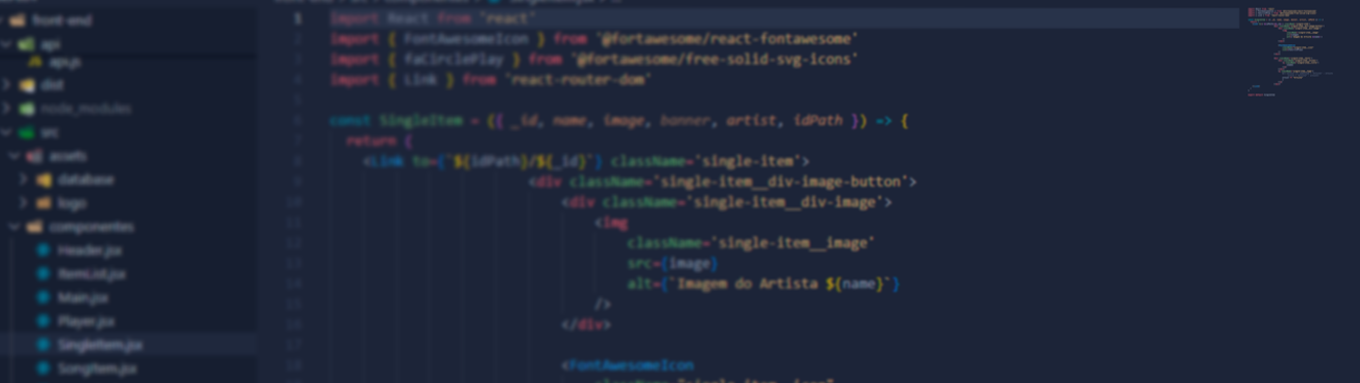 front-end
api
api.js
dist
node_modules
src
assets
database
logo
componentes
Header.jsx
ItemList.jsx
Main.jsx
Player.jsx
SingleItem.jsx
SongItem.jsx
1 import React from 'react'
2 import { FontAwesomeIcon } from '@fortawesome/react-fontawesome'
3 import { faCirclePlay } from '@fortawesome/free-solid-svg-icons'
4 import { Link } from 'react-router-dom'
5
6 const SingleItem = ({ _id, name, image, banner, artist, idPath }) => {
7 return (
8 <Link to={`${idPath}/${_id}`} className='single-item'>
9 <div className='single-item__div-image-button'>
10 <div className='single-item__div-image'>
11 <img
12 className='single-item__image'
13 src={image}
14 alt={`Imagem do Artista ${name}`}
15 />
16 </div>
17
18 <FontAwesomeIcon